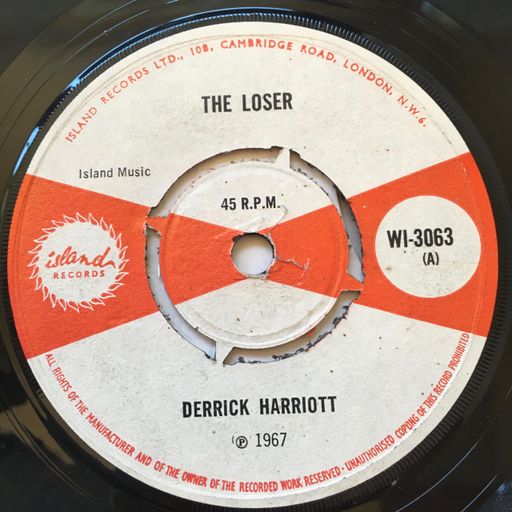 ISLAND RECORDS LTD., 108, CAMBRIDGE ROAD, LONDON, N.W.6.
THE LOSER
Island Music
45 R.P.M.
island
RECORDS
WI-3063
(A)
DERRICK HARRIOTT
℗ 1967
ALL RIGHTS OF THE MANUFACTURER AND OF THE OWNER OF THE RECORDED WORK RESERVED · UNAUTHORISED COPYING OF THIS RECORD PROHIBITED